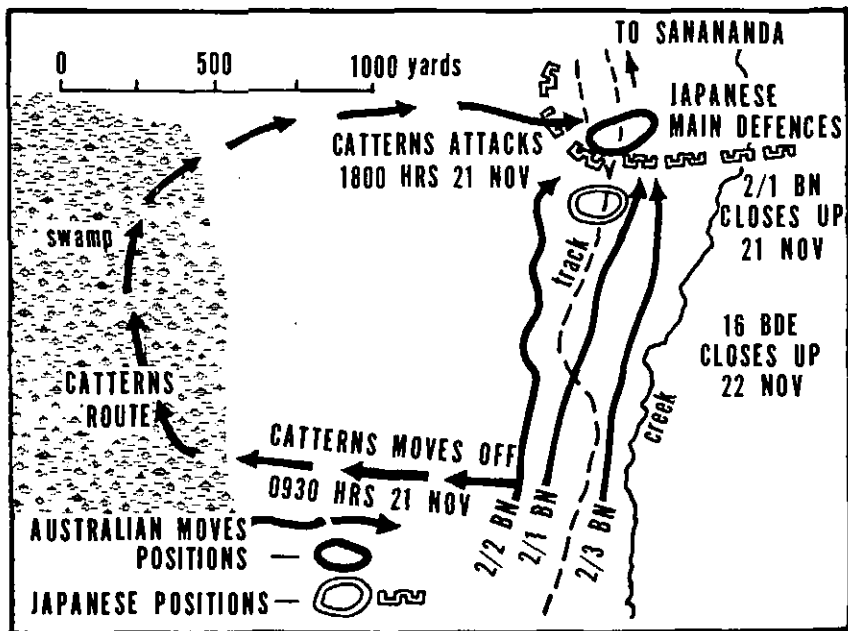 TO SANANANDA
0 500 1000 yards
JAPANESE
MAIN DEFENCES
CATTERNS ATTACKS
1800 HRS 21 NOV
2/1 BN
CLOSES UP
21 NOV
swamp
track
16 BDE
CLOSES UP
22 NOV
CATTERNS
ROUTE
creek
CATTERNS MOVES OFF
0930 HRS 21 NOV
2/2 BN
2/1 BN
2/3 BN
AUSTRALIAN MOVES
POSITIONS
JAPANESE POSITIONS